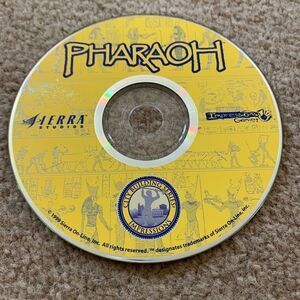 PHARAOH
SIERRA
STUDIOS
IMPRESSIONS
CITY BUILDING SERIES
IMPRESSIONS
© 1999 Sierra On-Line, Inc. All rights reserved. ™ designates trademarks of Sierra On-Line, Inc.